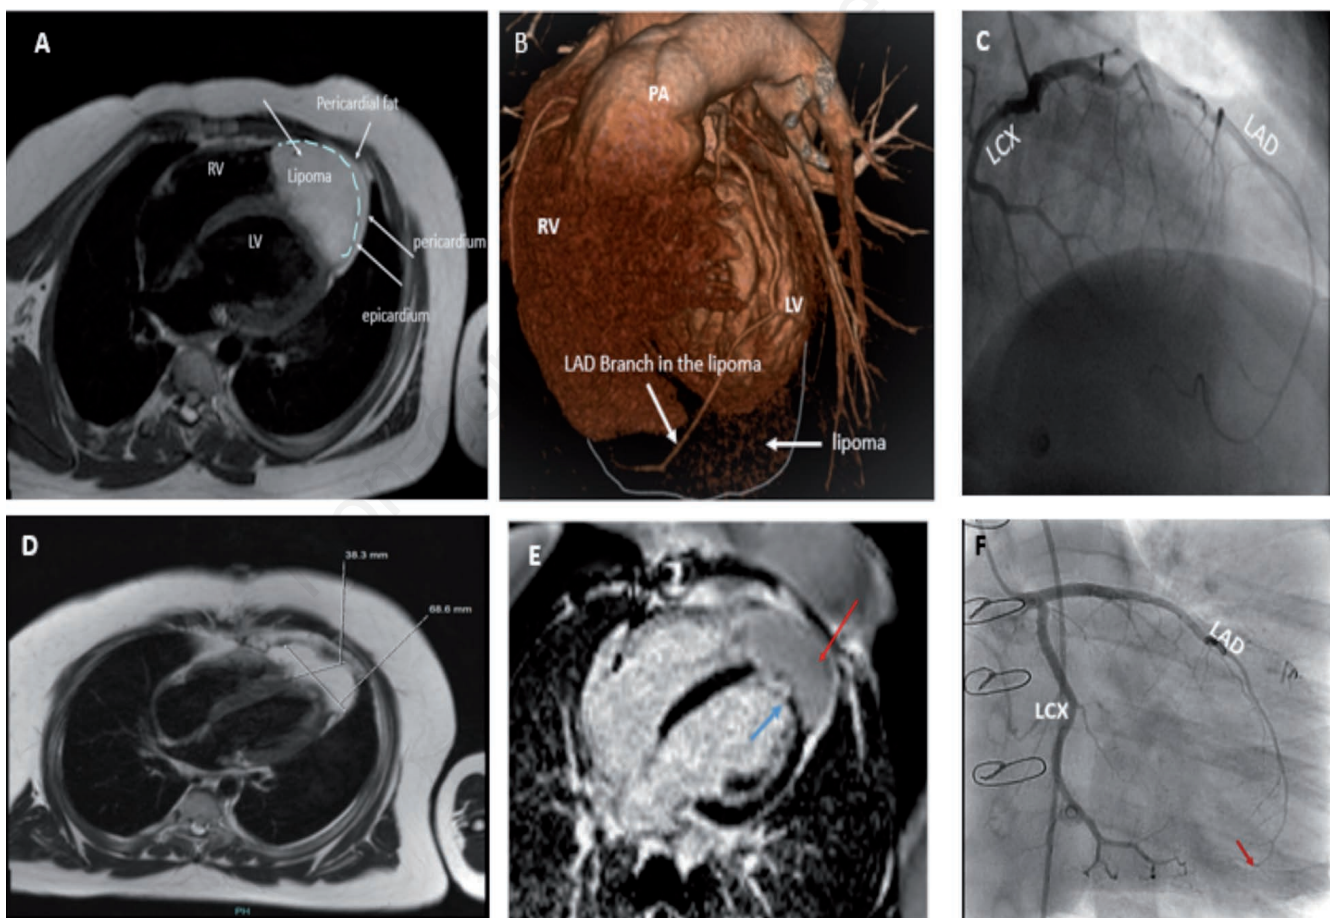 A
Pericardial fat
RV
Lipoma
LV
pericardium
epicardium
B
PA
RV
LV
LAD Branch in the lipoma
lipoma
C
LCX
LAD
D
38.3 mm
68.6 mm
PH
E
F
LAD
LCX